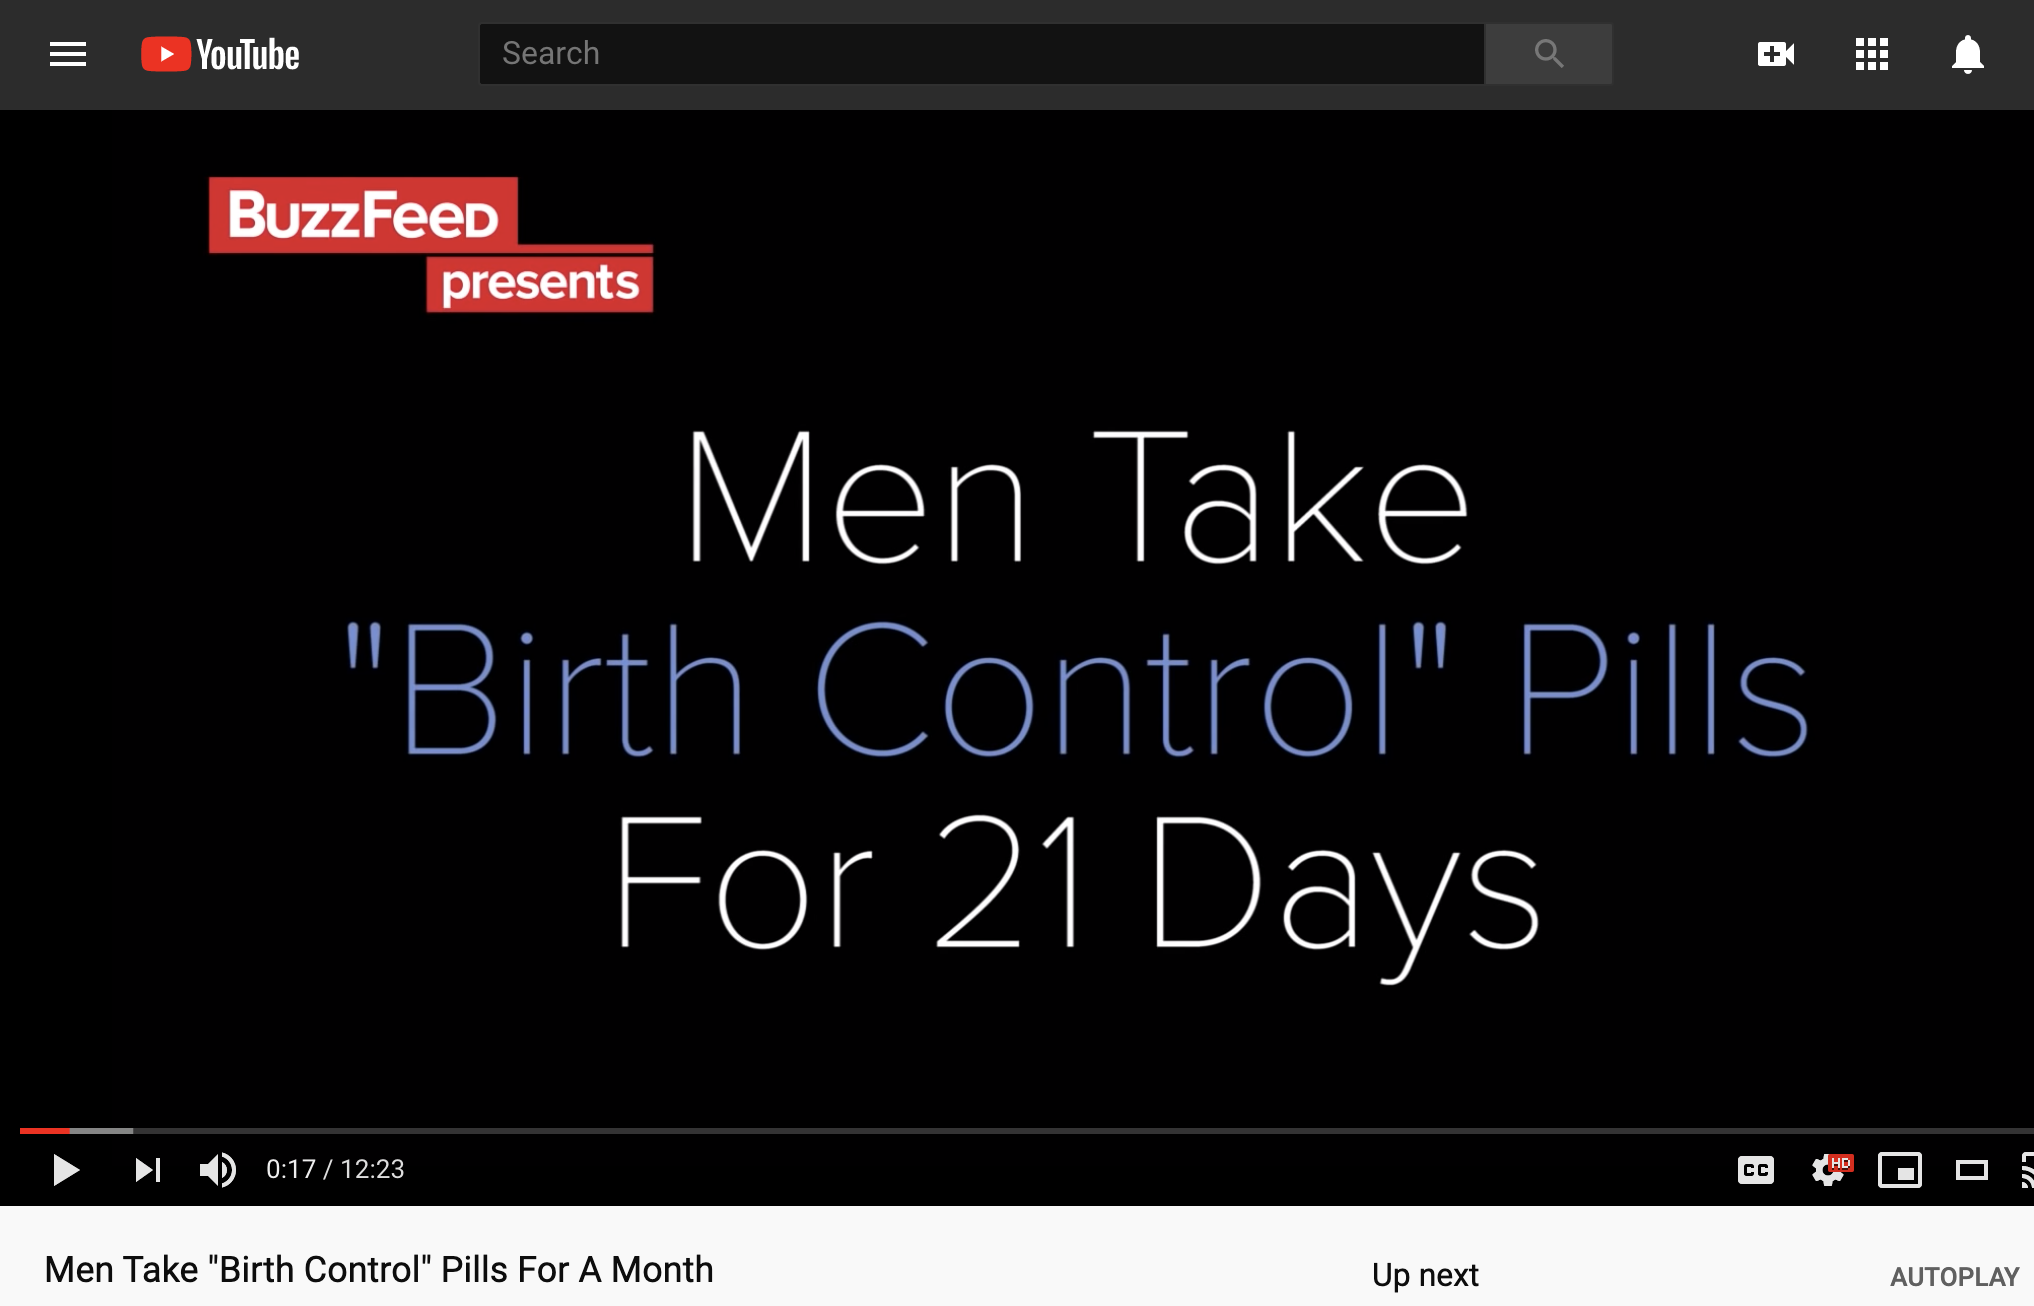 YouTube
Search
BuzzFeed
presents
Men Take
"Birth Control" Pills
For 21 Days
0:17 / 12:23
CC
HD
Men Take "Birth Control" Pills For A Month
Up next
AUTOPLAY